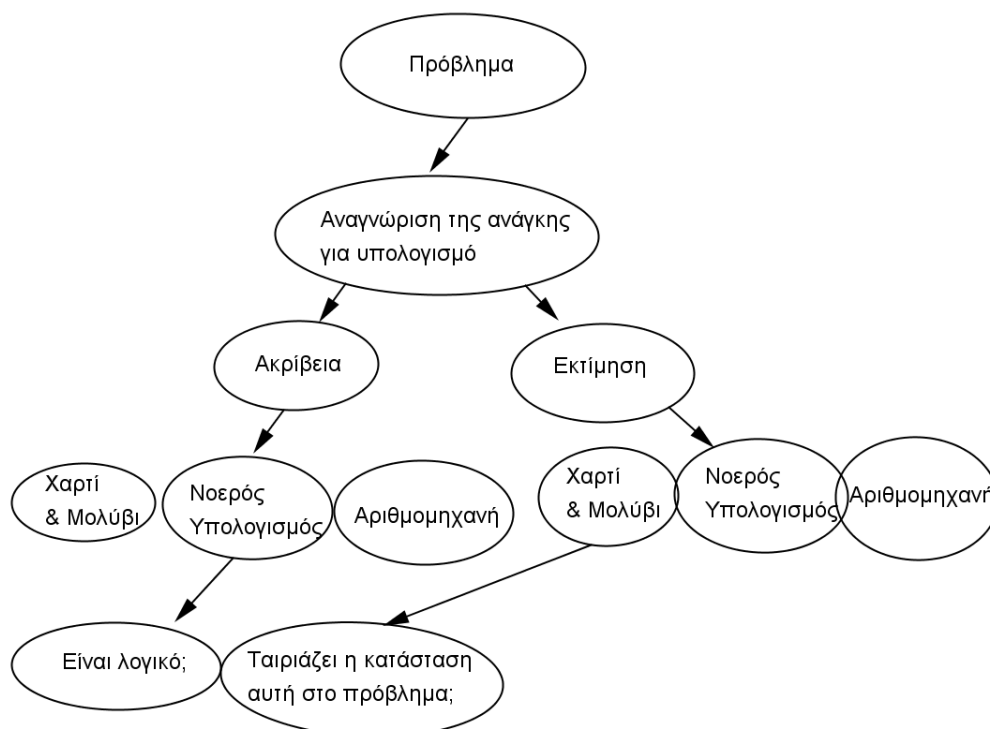 Πρόβλημα
Αναγνώριση της ανάγκης
για υπολογισμό
Ακρίβεια
Εκτίμηση
Χαρτί
& Μολύβι
Νοερός
Υπολογισμός
Αριθμομηχανή
Χαρτί
& Μολύβι
Νοερός
Υπολογισμός
Αριθμομηχανή
Είναι λογικό;
Ταιριάζει η κατάσταση
αυτή στο πρόβλημα;